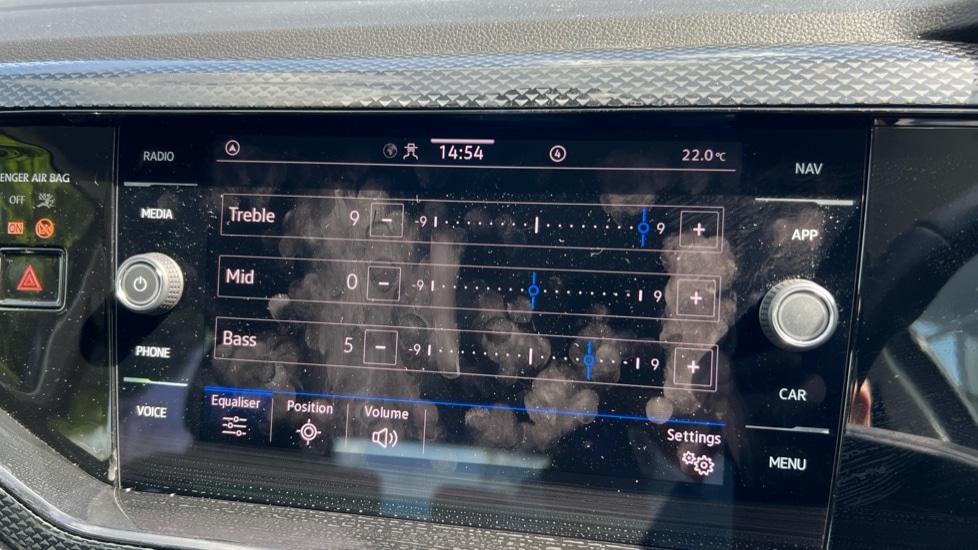 RADIO
14:54
4
22.0°C
NAV
ENGER AIR BAG
OFF
ON
MEDIA
Treble 9 − -9 9 +
APP
Mid 0 − -9 9 +
Bass 5 − -9 9 +
PHONE
CAR
VOICE
Equaliser Position Volume
Settings
MENU